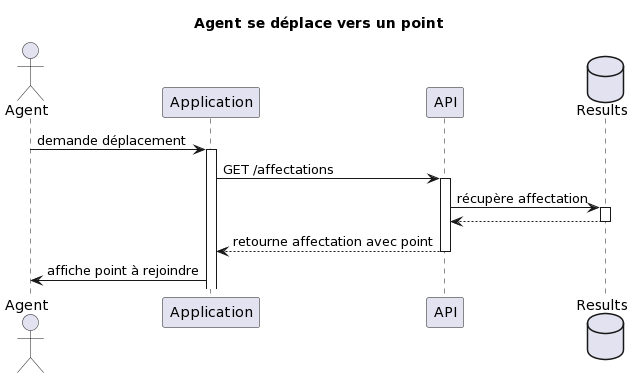 Agent se déplace vers un point
Agent
Application
API
Results
demande déplacement
GET /affectations
récupère affectation
retourne affectation avec point
affiche point à rejoindre
Agent
Application
API
Results